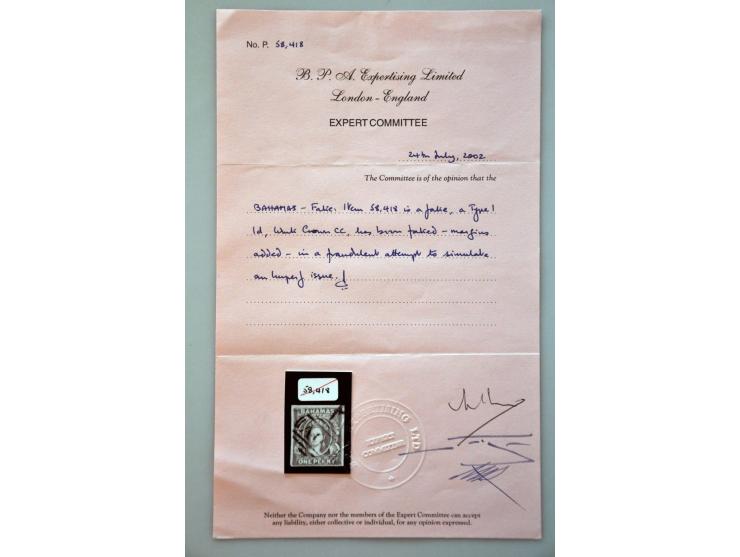 No. P. 58,418
B. P. A. Expertising Limited
London - England
EXPERT COMMITTEE
24th July, 2002
The Committee is of the opinion that the
BAHAMAS - Fake: Item 58,418 is a fake, a Type 1
1d, Wmk Crown CC, has been faked - margins
added - in a fraudulent attempt to simulate
an imperf issue.
58,418
BAHAMAS
ONE PENNY
EXPERTISING LTD.
COMMITTEE
Neither the Company nor the members of the Expert Committee can accept
any liability, either collective or individual, for any opinion expressed.